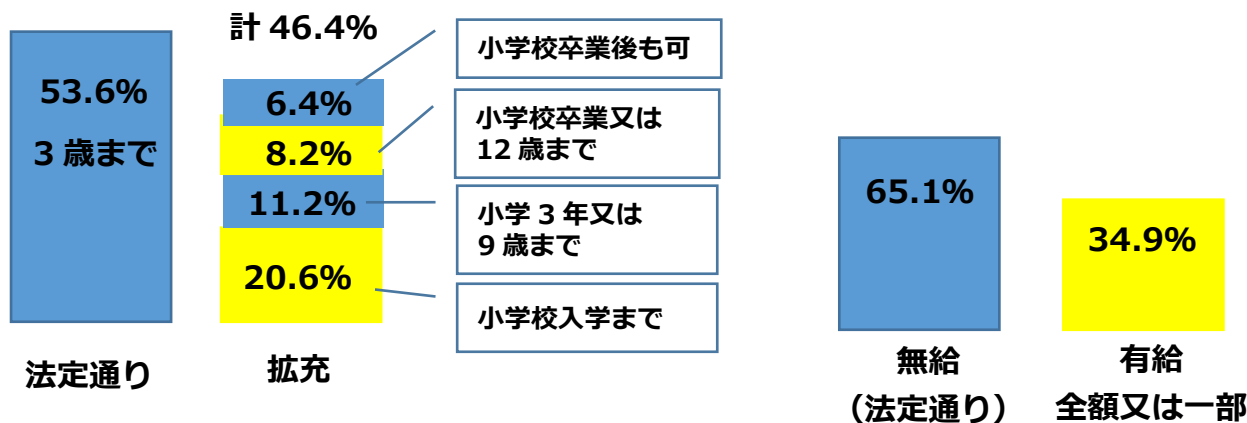 計 46.4%
53.6%
3 歳まで
6.4%
8.2%
11.2%
20.6%
小学校卒業後も可
小学校卒業又は
12 歳まで
小学 3 年又は
9 歳まで
小学校入学まで
法定通り
拡充
65.1%
34.9%
無給
（法定通り）
有給
全額又は一部